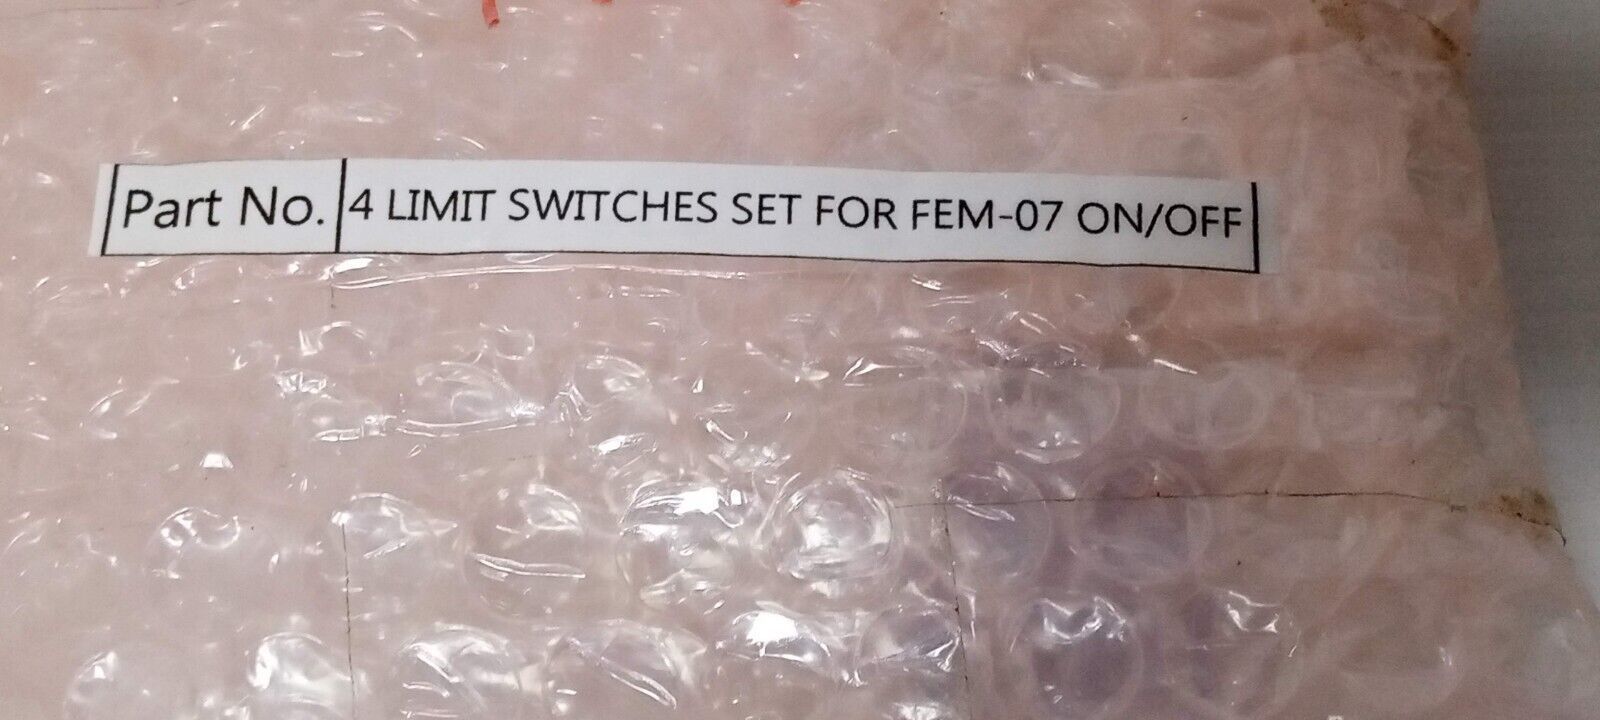 Part No. 4 LIMIT SWITCHES SET FOR FEM-07 ON/OFF